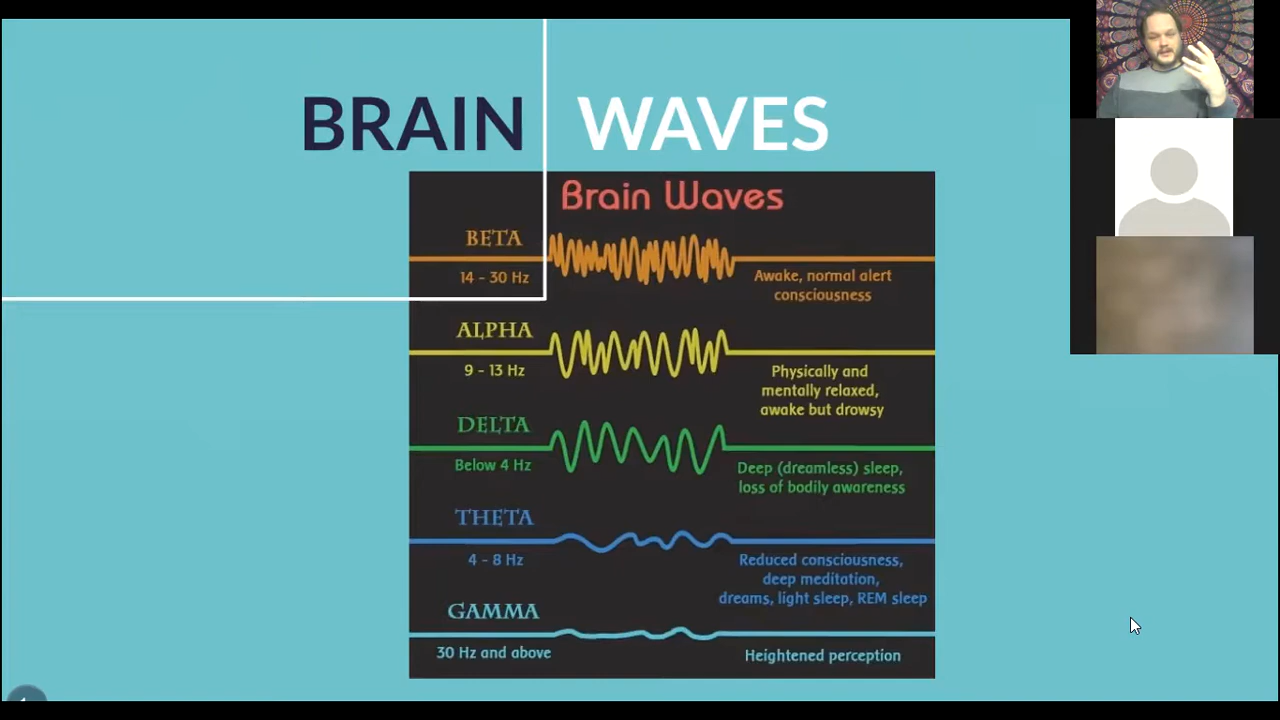 BRAIN WAVES
Brain Waves
BETA
14 - 30 Hz
Awake, normal alert
consciousness
ALPHA
9 - 13 Hz
Physically and
mentally relaxed,
awake but drowsy
DELTA
Below 4 Hz
Deep (dreamless) sleep,
loss of bodily awareness
THETA
4 - 8 Hz
Reduced consciousness,
deep meditation,
dreams, light sleep, REM sleep
GAMMA
30 Hz and above
Heightened perception